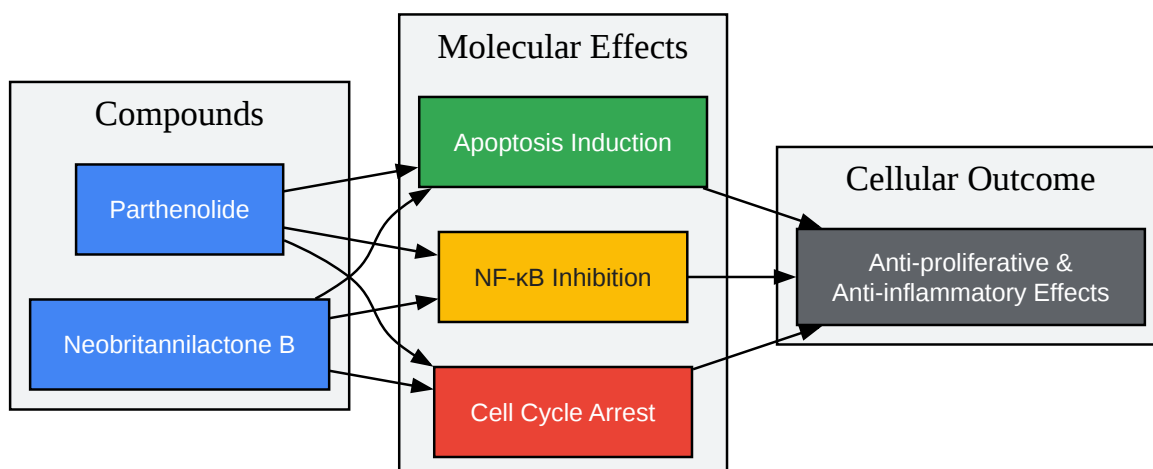 Compounds
Parthenolide
Neobritannilactone B
Molecular Effects
Apoptosis Induction
NF-κB Inhibition
Cell Cycle Arrest
Cellular Outcome
Anti-proliferative &
Anti-inflammatory Effects